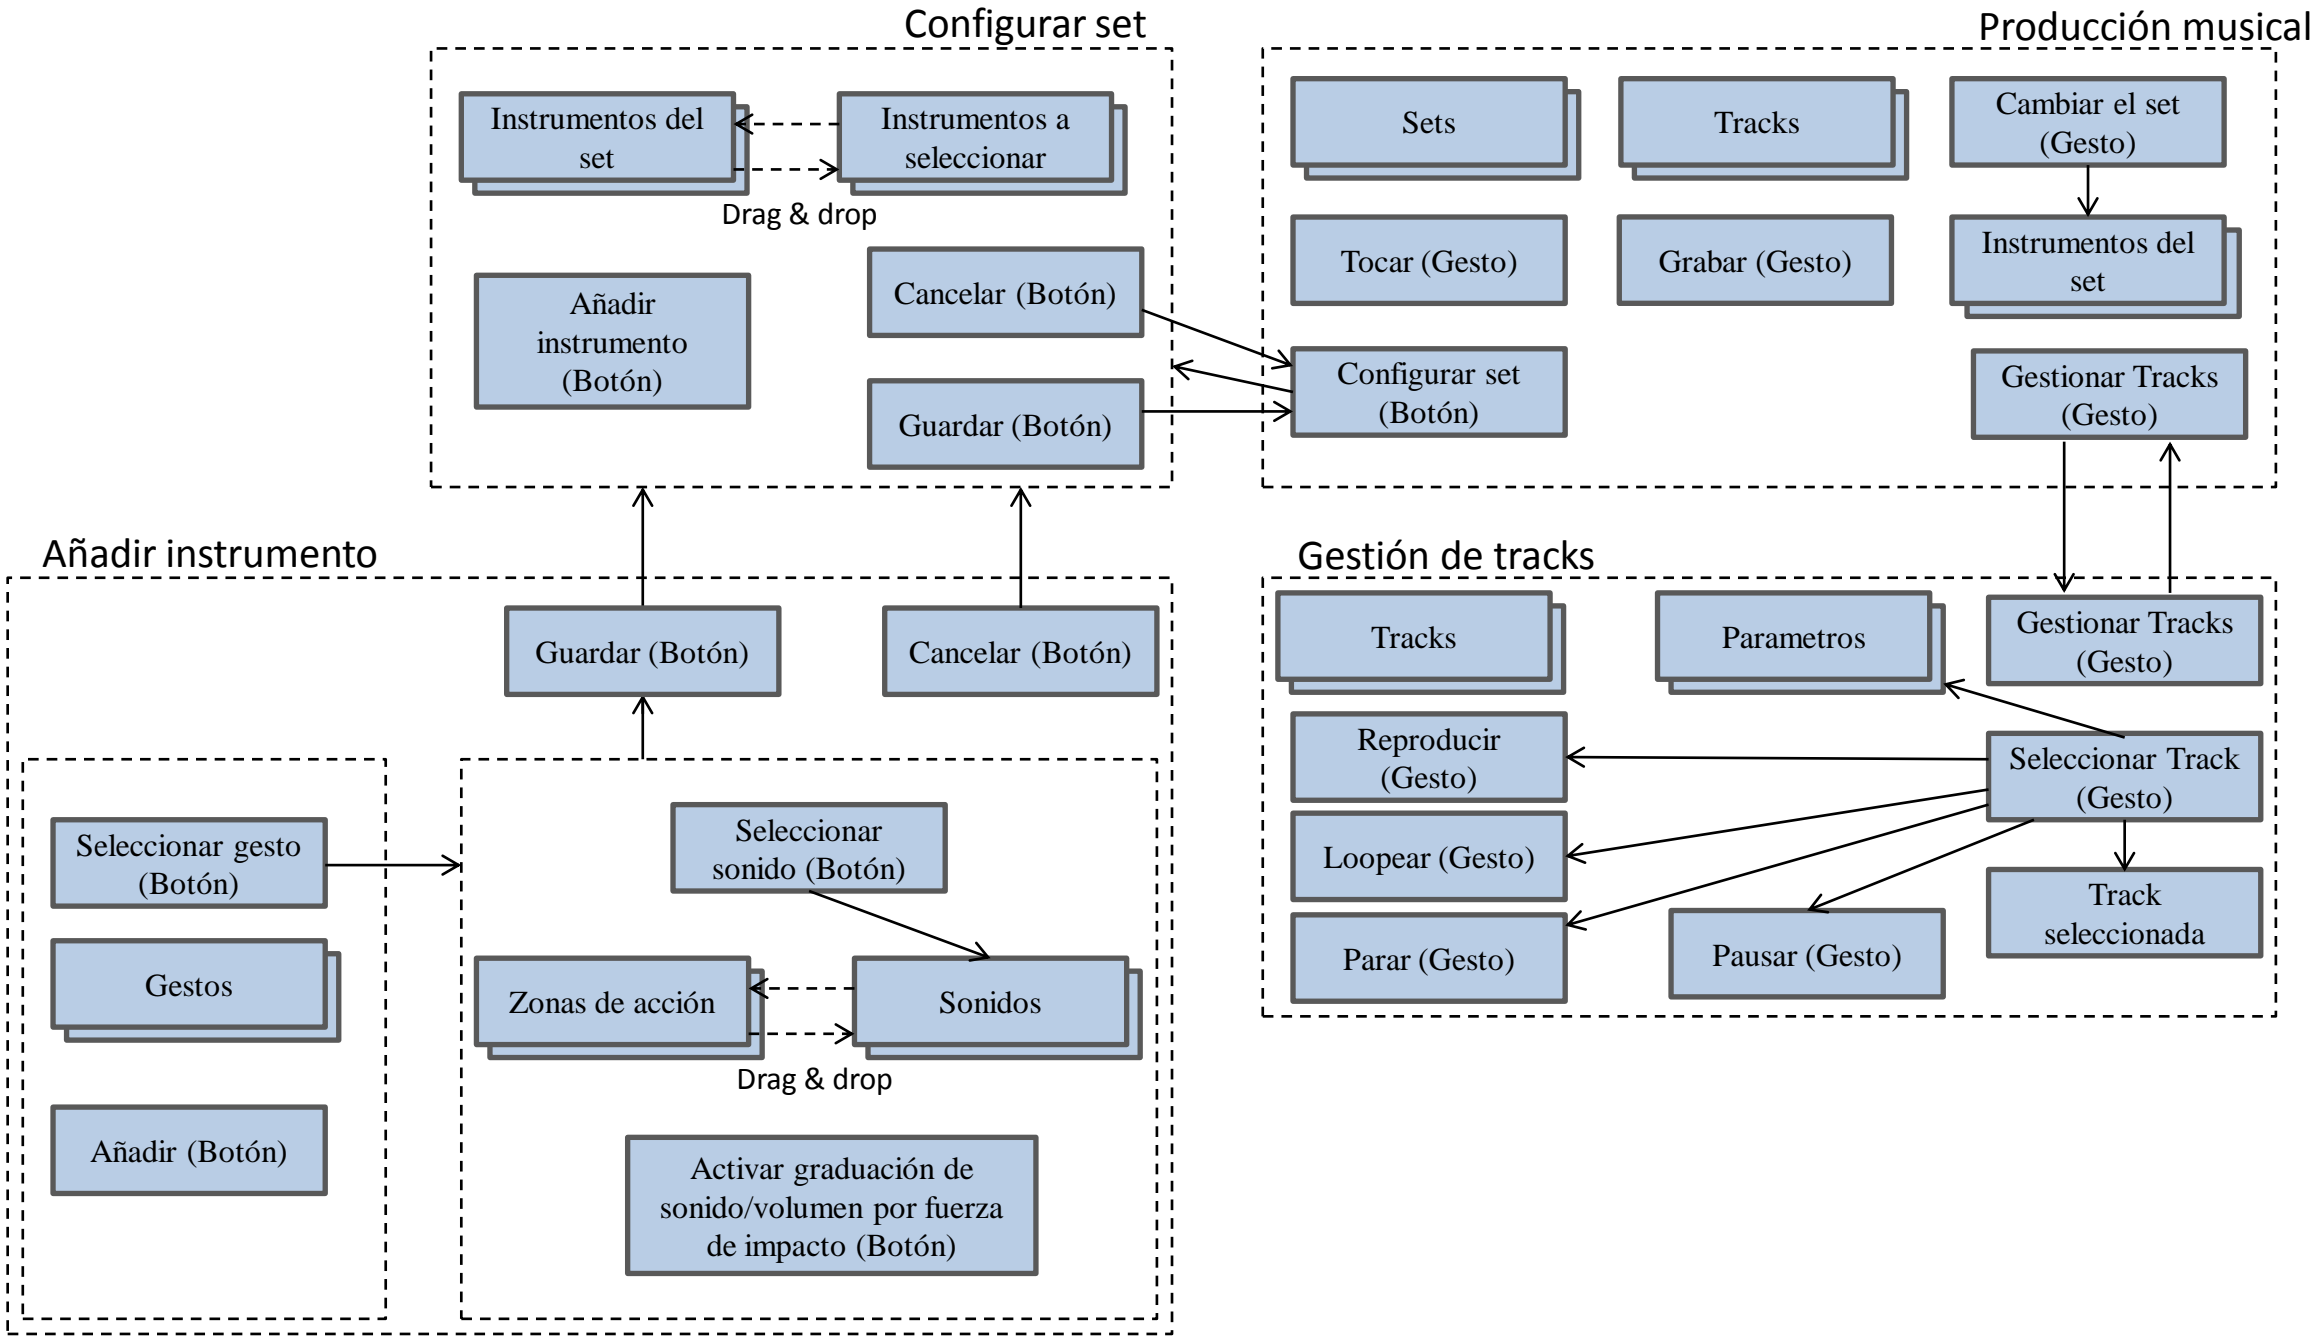 Configurar set
Instrumentos del
set
Instrumentos a
seleccionar
Drag & drop
Añadir
instrumento
(Botón)
Cancelar (Botón)
Guardar (Botón)
Producción musical
Sets
Tracks
Cambiar el set
(Gesto)
Tocar (Gesto)
Grabar (Gesto)
Instrumentos del
set
Configurar set
(Botón)
Gestionar Tracks
(Gesto)
Añadir instrumento
Guardar (Botón)
Cancelar (Botón)
Seleccionar gesto
(Botón)
Gestos
Añadir (Botón)
Seleccionar
sonido (Botón)
Zonas de acción
Sonidos
Drag & drop
Activar graduación de
sonido/volumen por fuerza
de impacto (Botón)
Gestión de tracks
Tracks
Parametros
Gestionar Tracks
(Gesto)
Reproducir
(Gesto)
Seleccionar Track
(Gesto)
Loopear (Gesto)
Parar (Gesto)
Pausar (Gesto)
Track
seleccionada